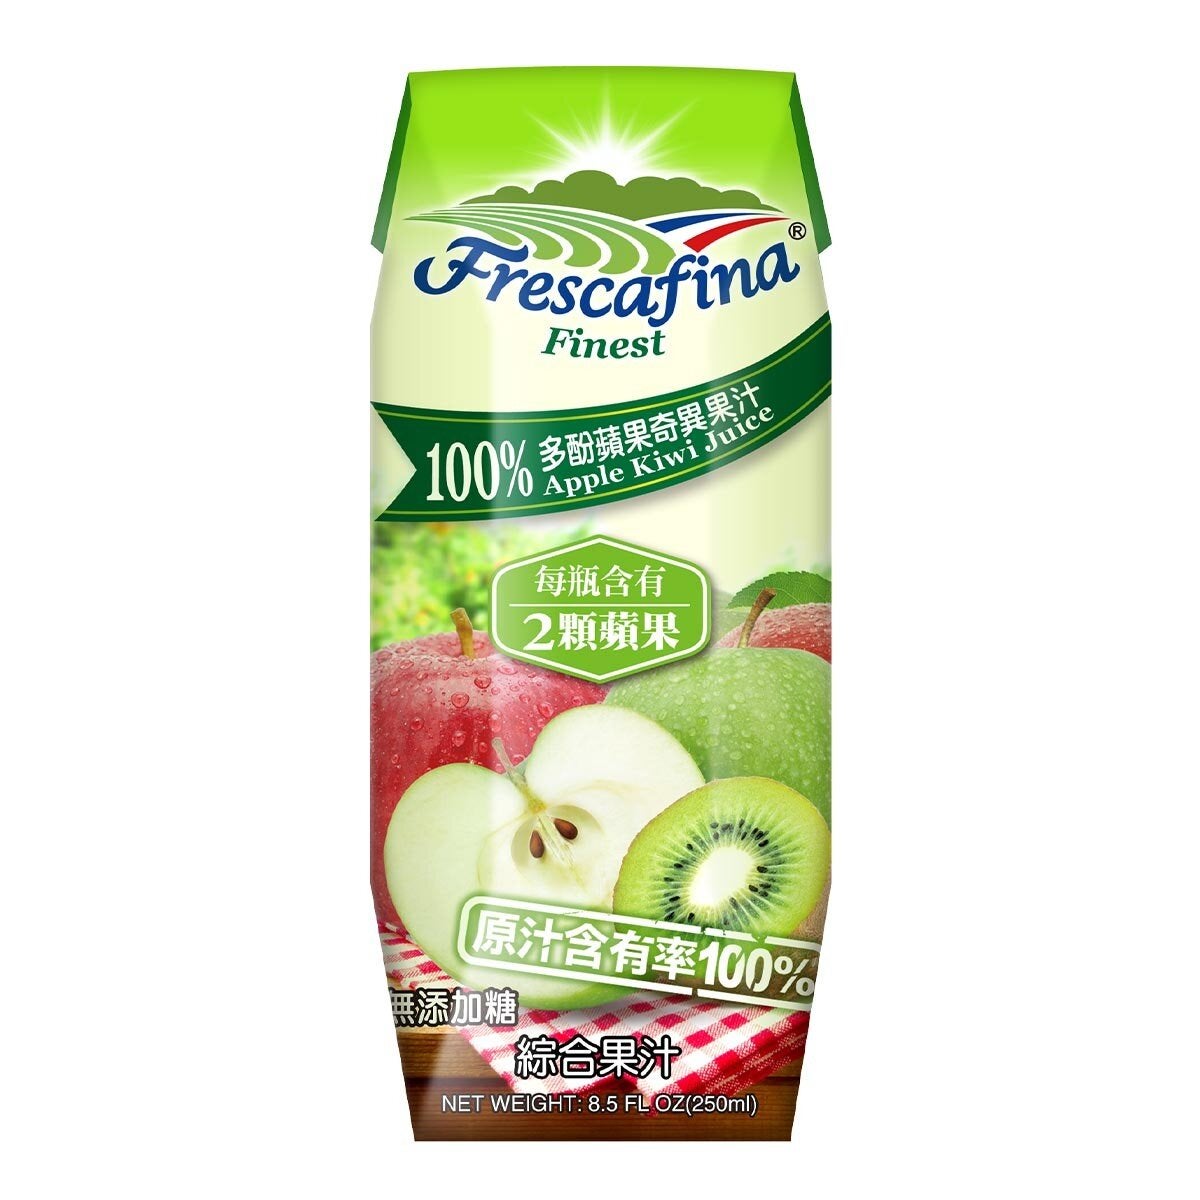 Frescafina®
Finest
100% 多酚蘋果奇異果汁
Apple Kiwi Juice
每瓶含有
2顆蘋果
原汁含有率100%
無添加糖
綜合果汁
NET WEIGHT: 8.5 FL OZ(250ml)